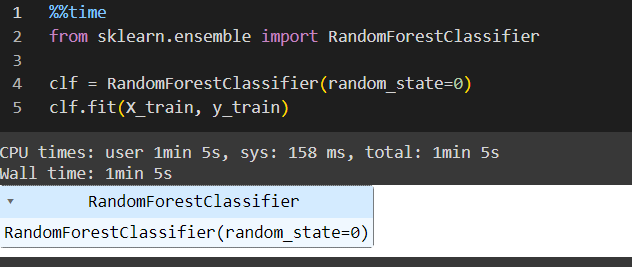 1 %%time
2 from sklearn.ensemble import RandomForestClassifier
3
4 clf = RandomForestClassifier(random_state=0)
5 clf.fit(X_train, y_train)
CPU times: user 1min 5s, sys: 158 ms, total: 1min 5s
Wall time: 1min 5s
RandomForestClassifier
RandomForestClassifier(random_state=0)